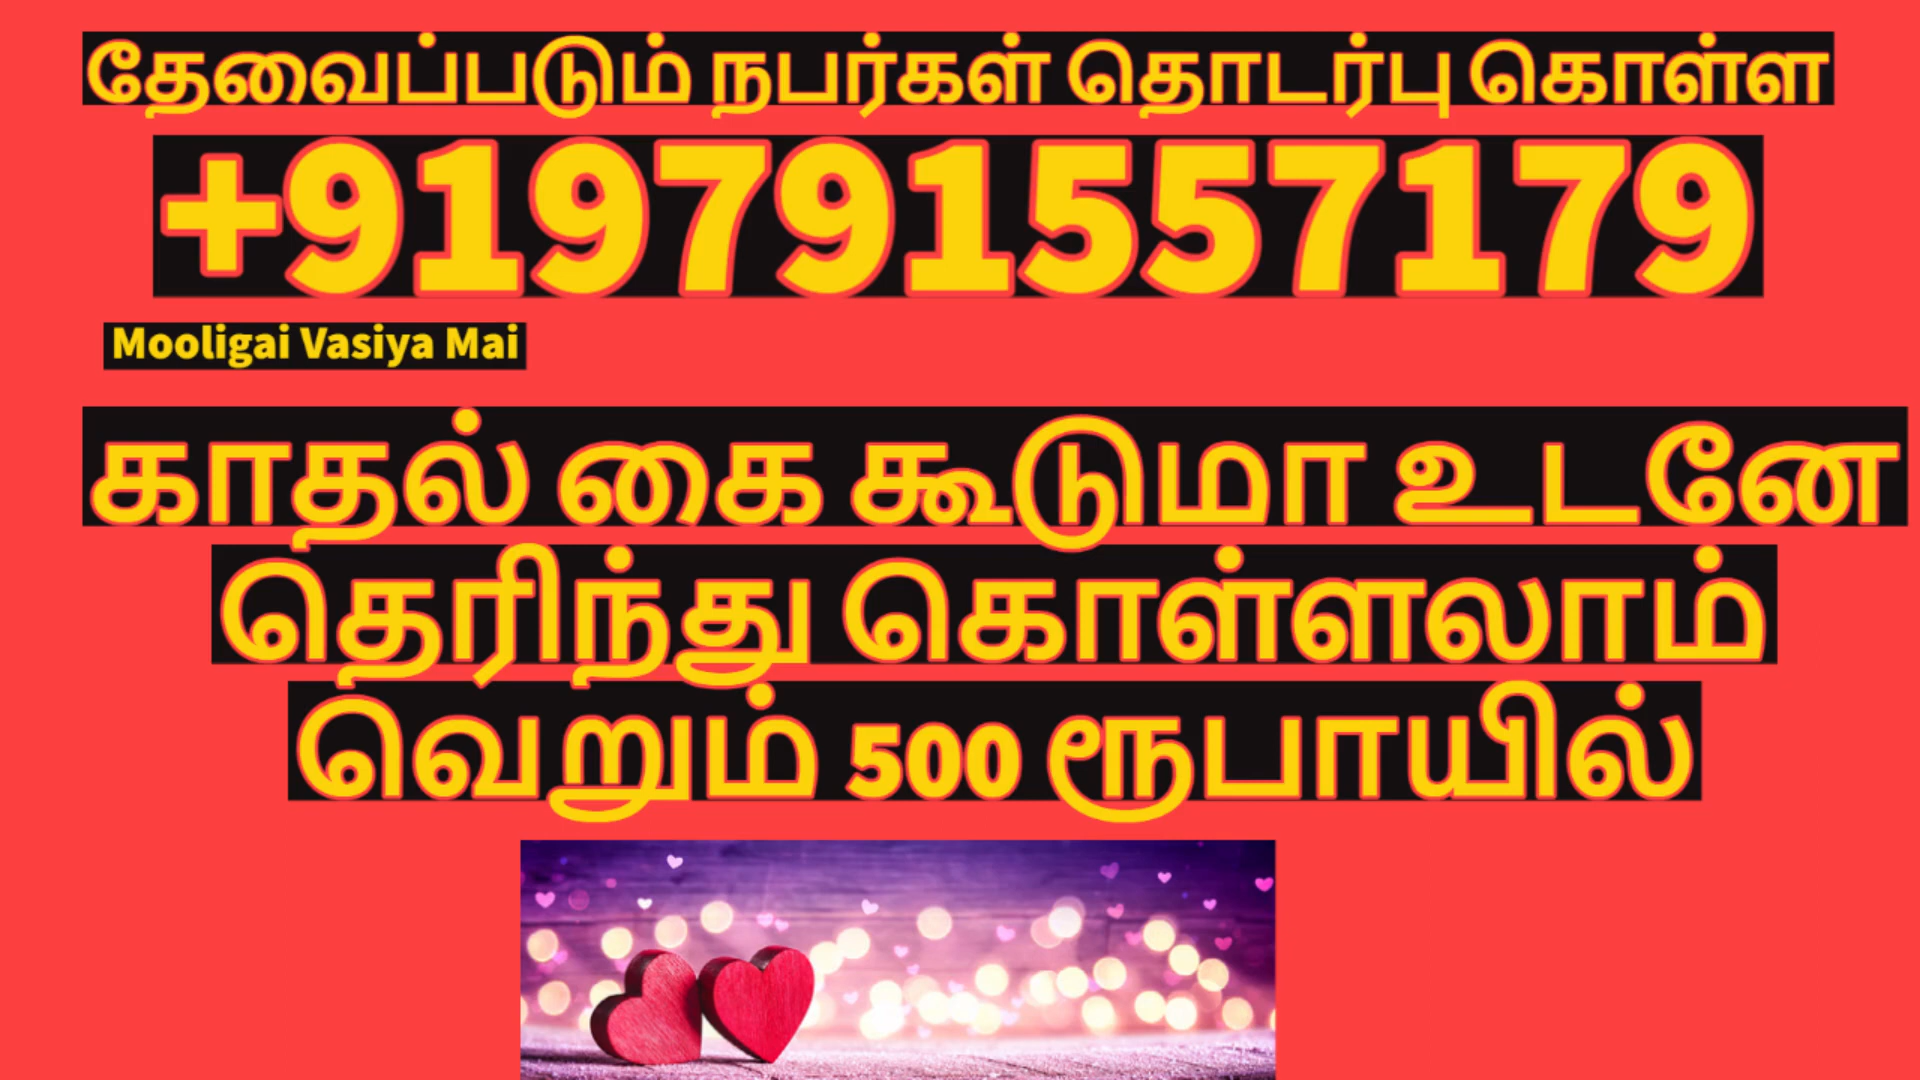 தேவைப்படும் நபர்கள் தொடர்பு கொள்ள
+919791557179
Mooligai Vasiya Mai
காதல் கை கூடுமா உடனே
தெரிந்து கொள்ளலாம்
வெறும் 500 ரூபாயில்